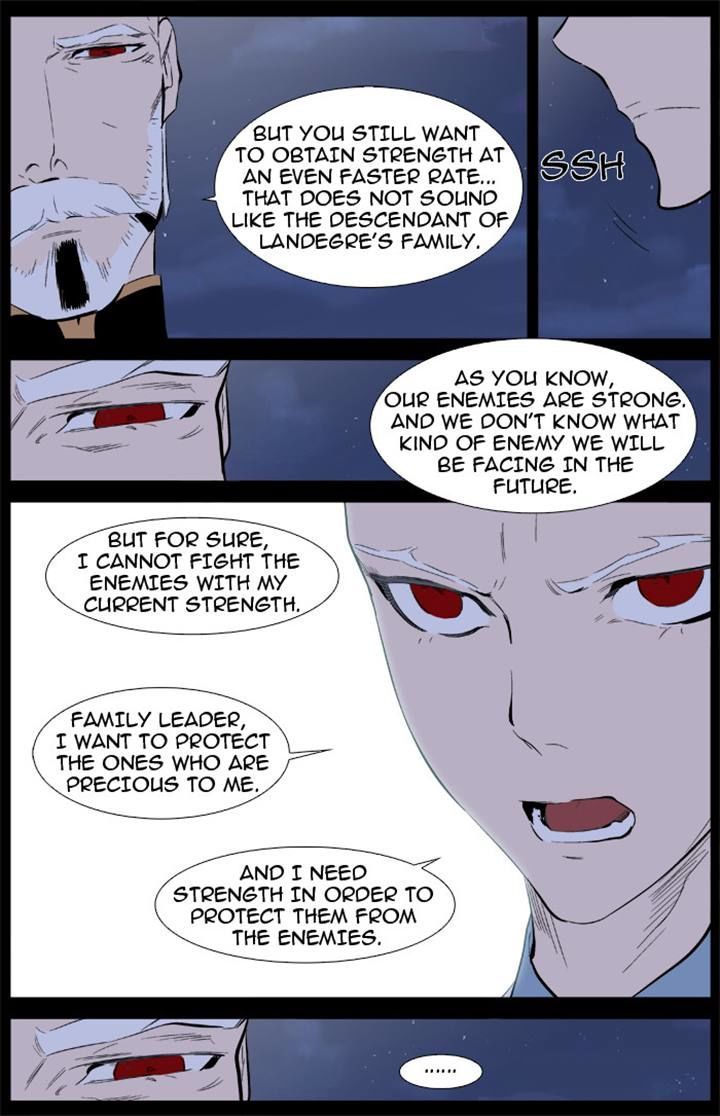 BUT YOU STILL WANT
TO OBTAIN STRENGTH AT
AN EVEN FASTER RATE...
THAT DOES NOT SOUND
LIKE THE DESCENDANT OF
LANDEGRE'S FAMILY.
SSH
AS YOU KNOW,
OUR ENEMIES ARE STRONG.
AND WE DON'T KNOW WHAT
KIND OF ENEMY WE WILL
BE FACING IN THE
FUTURE.
BUT FOR SURE,
I CANNOT FIGHT THE
ENEMIES WITH MY
CURRENT STRENGTH.
FAMILY LEADER,
I WANT TO PROTECT
THE ONES WHO ARE
PRECIOUS TO ME.
AND I NEED
STRENGTH IN ORDER TO
PROTECT THEM FROM
THE ENEMIES.
......